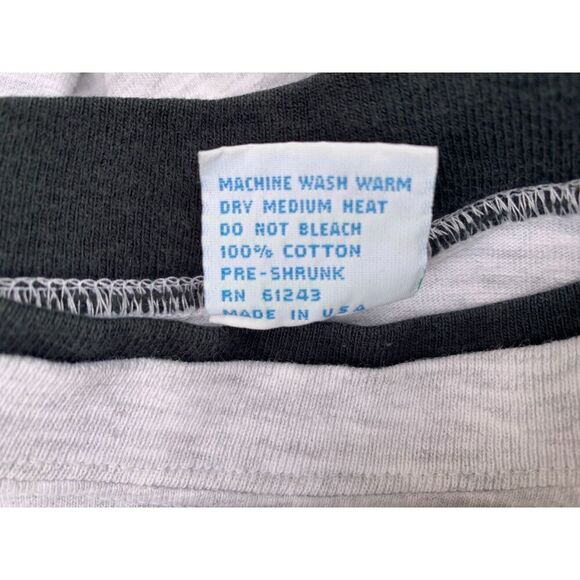 MACHINE WASH WARM
DRY MEDIUM HEAT
DO NOT BLEACH
100% COTTON
PRE-SHRUNK
RN 61243
MADE IN USA